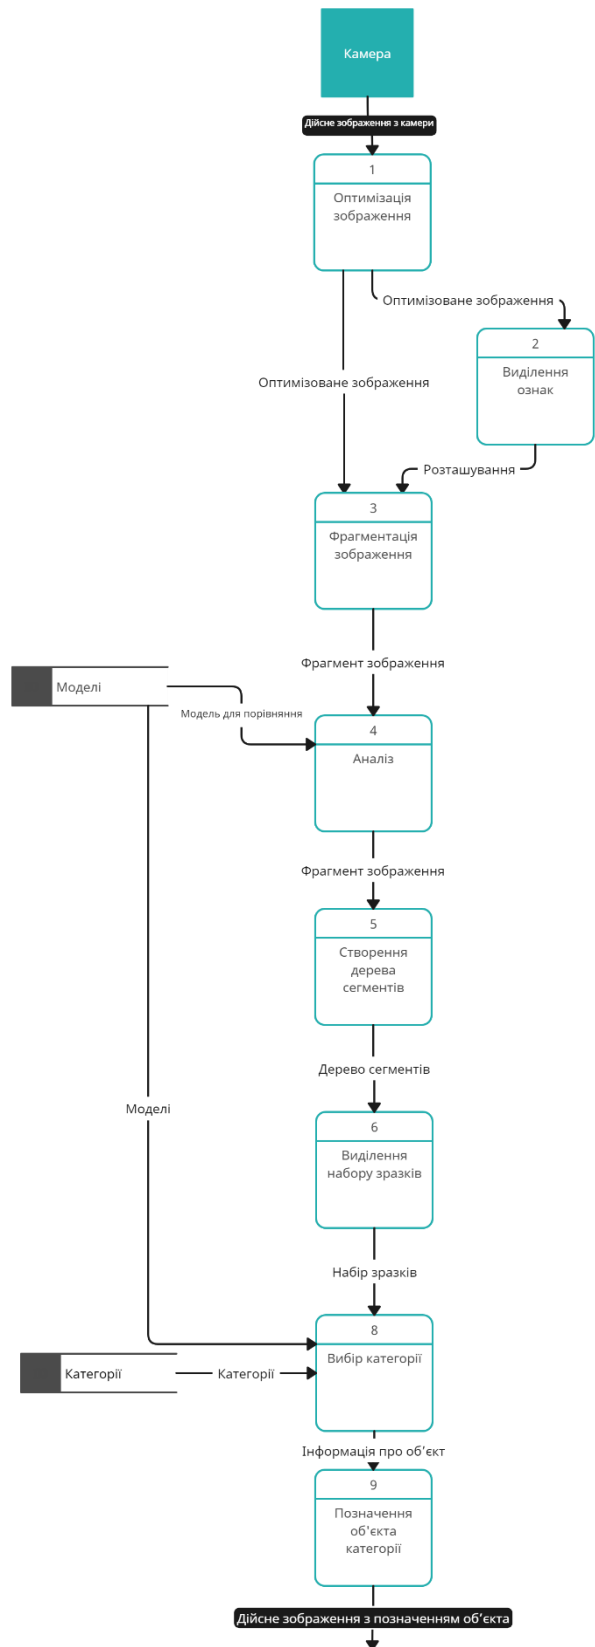 Камера
Дійсне зображення з камери
1
Оптимізація
зображення
Оптимізоване зображення
2
Виділення
ознак
Оптимізоване зображення
Розташування
3
Фрагментація
зображення
Фрагмент зображення
Моделі
Модель для порівняння
4
Аналіз
Фрагмент зображення
5
Створення
дерева
сегментів
Дерево сегментів
Моделі
6
Виділення
набору зразків
Набір зразків
8
Вибір категорії
Категорії
Категорії
Інформація про об'єкт
9
Позначення
об'єкта
категорії
Дійсне зображення з позначенням об'єкта